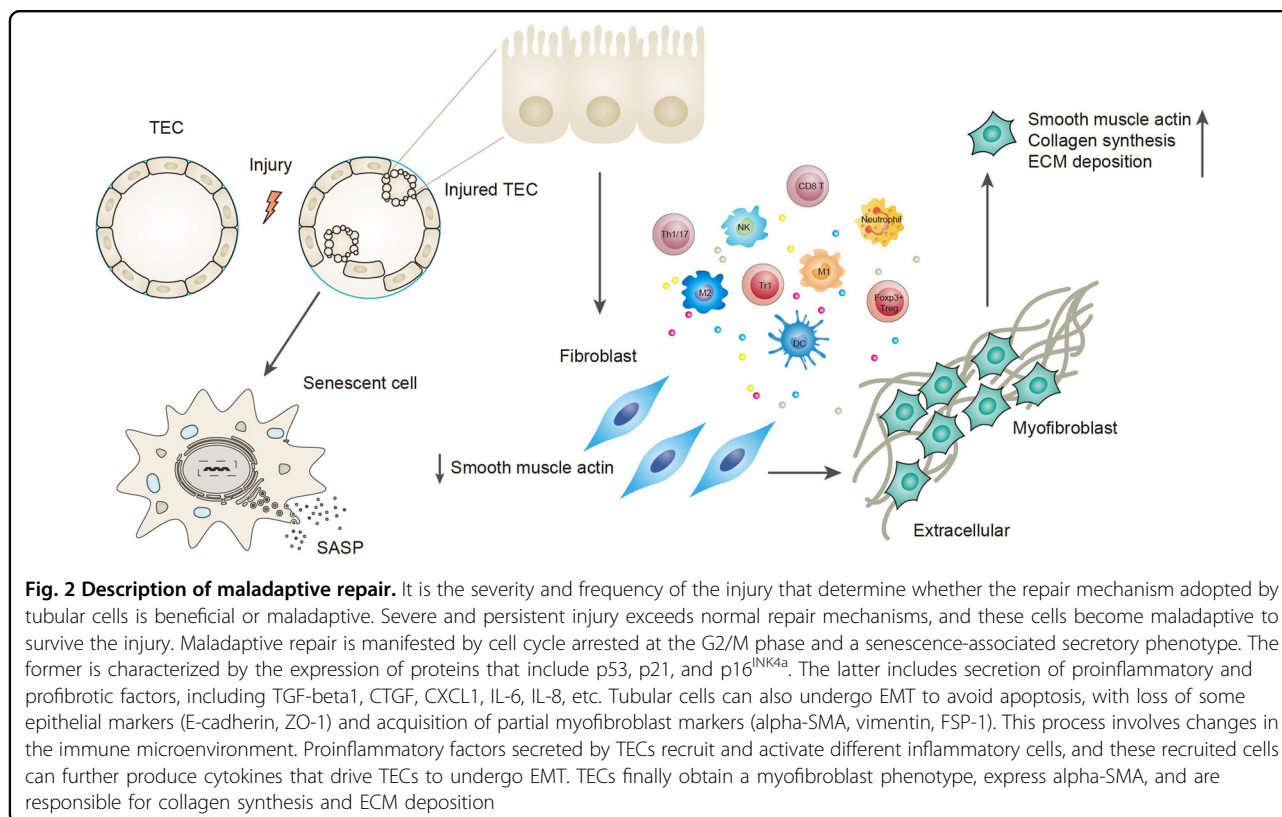 TEC
Injury
Injured TEC
Senescent cell
SASP
Fibroblast
Smooth muscle actin
Th1/17
NK
CD8 T
Neutrophil
M2
Tr1
M1
Foxp3+
Treg
DC
Smooth muscle actin
Collagen synthesis
ECM deposition
Myofibroblast
Extracellular
Fig. 2 Description of maladaptive repair. It is the severity and frequency of the injury that determine whether the repair mechanism adopted by
tubular cells is beneficial or maladaptive. Severe and persistent injury exceeds normal repair mechanisms, and these cells become maladaptive to
survive the injury. Maladaptive repair is manifested by cell cycle arrested at the G2/M phase and a senescence-associated secretory phenotype. The
former is characterized by the expression of proteins that include p53, p21, and p16INK4a. The latter includes secretion of proinflammatory and
profibrotic factors, including TGF-beta1, CTGF, CXCL1, IL-6, IL-8, etc. Tubular cells can also undergo EMT to avoid apoptosis, with loss of some
epithelial markers (E-cadherin, ZO-1) and acquisition of partial myofibroblast markers (alpha-SMA, vimentin, FSP-1). This process involves changes in
the immune microenvironment. Proinflammatory factors secreted by TECs recruit and activate different inflammatory cells, and these recruited cells
can further produce cytokines that drive TECs to undergo EMT. TECs finally obtain a myofibroblast phenotype, express alpha-SMA, and are
responsible for collagen synthesis and ECM deposition